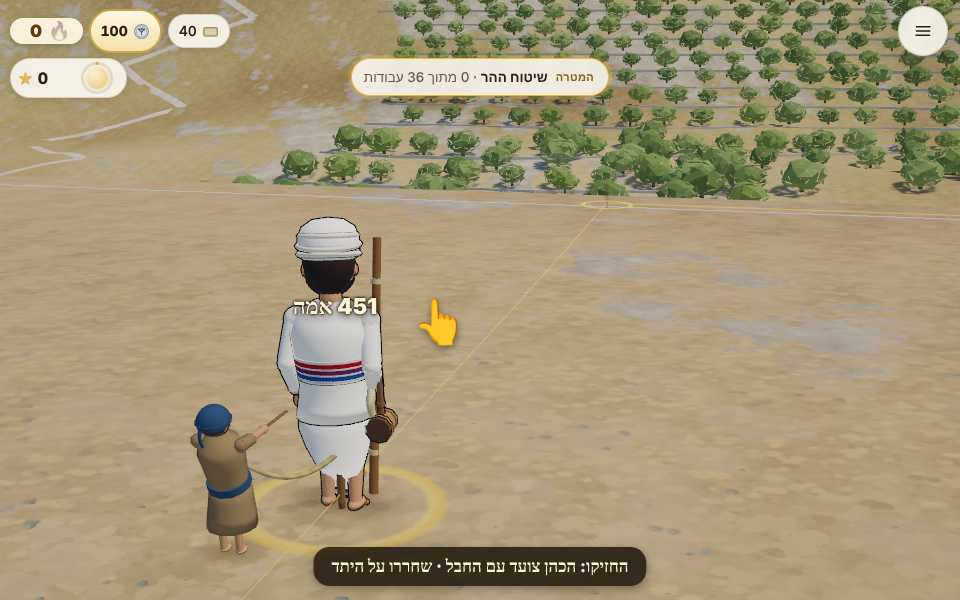 0
100
40
0
המטרה שיטוח ההר · 0 מתוך 36 עבודות
451 אמה
החזיקו: הכהן צועד עם החבל · שחררו על היתד